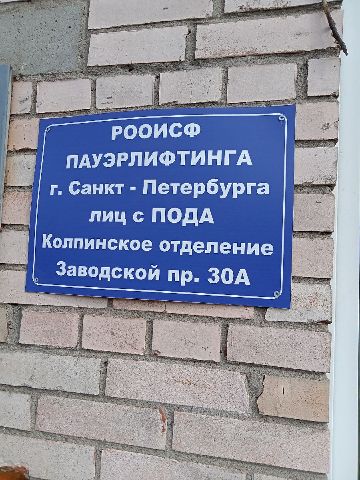 РООИСФ
ПАУЭРЛИФТИНГА
г. Санкт - Петербурга
лиц с ПОДА
Колпинское отделение
Заводской пр. 30А